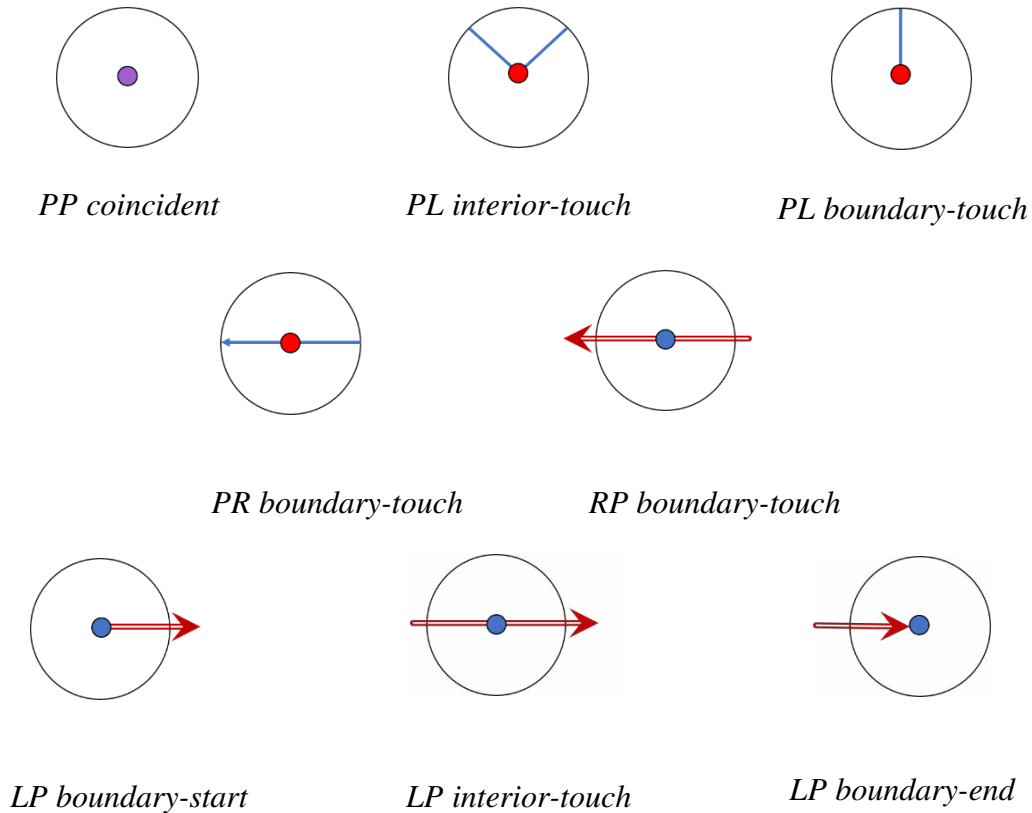 PP coincident
PL interior-touch
PL boundary-touch
PR boundary-touch
RP boundary-touch
LP boundary-start
LP interior-touch
LP boundary-end